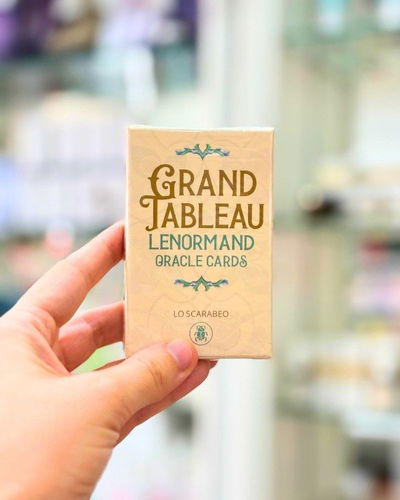 GRAND
TABLEAU
LENORMAND
ORACLE CARDS
LO SCARABEO